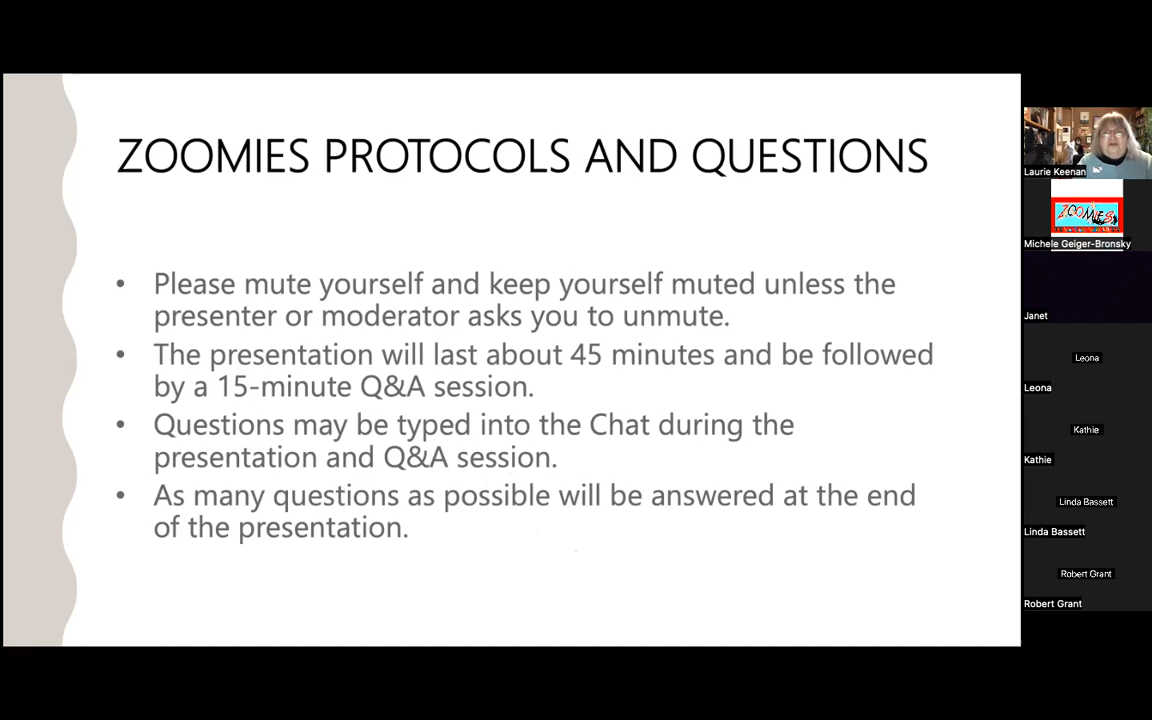 ZOOMIES PROTOCOLS AND QUESTIONS
• Please mute yourself and keep yourself muted unless the
presenter or moderator asks you to unmute.
• The presentation will last about 45 minutes and be followed
by a 15-minute Q&A session.
• Questions may be typed into the Chat during the
presentation and Q&A session.
• As many questions as possible will be answered at the end
of the presentation.
Laurie Keenan
ZOOMIES
Michele Geiger-Bronsky
Janet
Leona
Leona
Kathie
Kathie
Linda Bassett
Linda Bassett
Robert Grant
Robert Grant